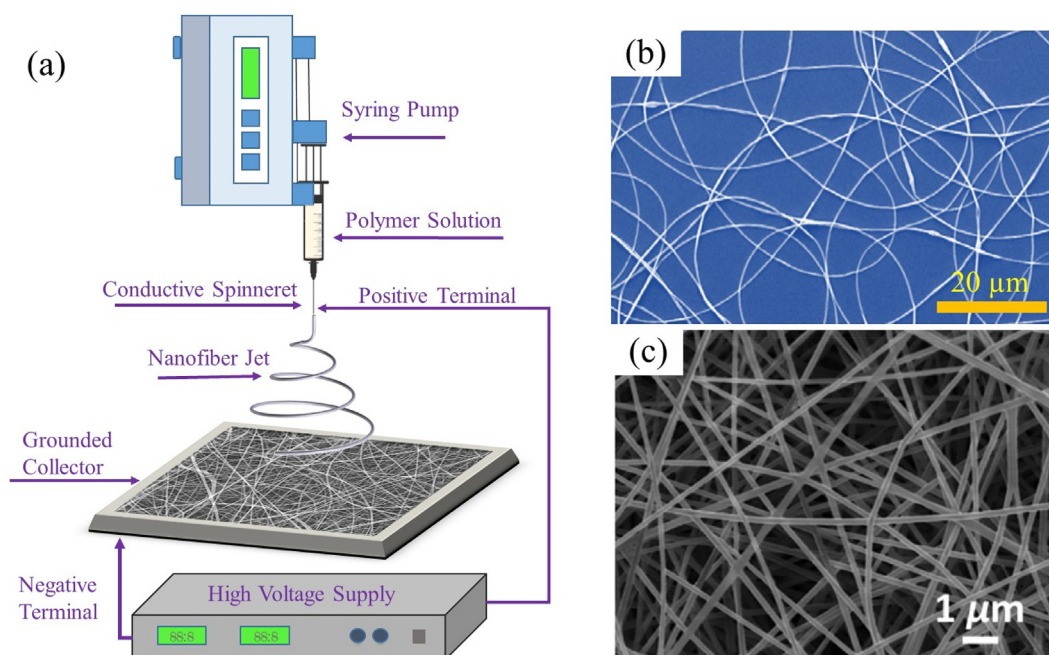 (a)
Syring Pump
Polymer Solution
Conductive Spinneret
Positive Terminal
Nanofiber Jet
Grounded
Collector
Negative
Terminal
High Voltage Supply
88:8
88:8
(b)
20 µm
(c)
1 µm